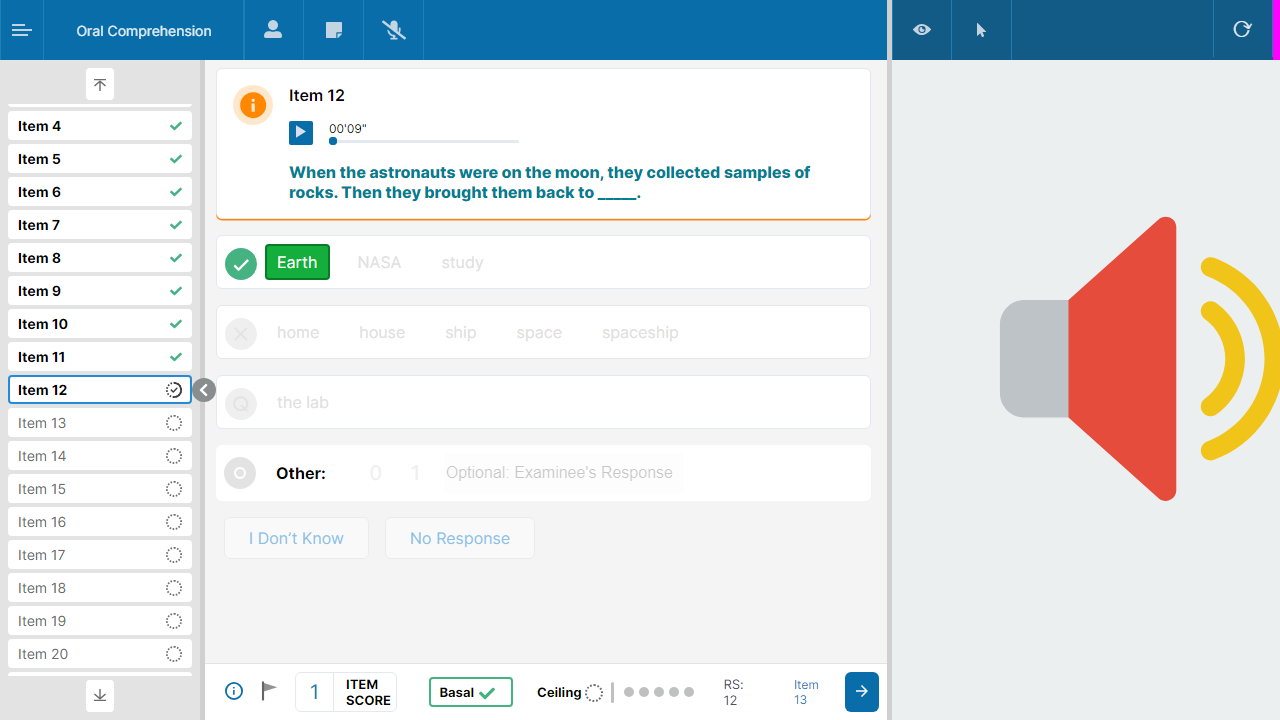 Oral Comprehension
Item 4
Item 5
Item 6
Item 7
Item 8
Item 9
Item 10
Item 11
Item 12
Item 13
Item 14
Item 15
Item 16
Item 17
Item 18
Item 19
Item 20
Item 12
00'09"
When the astronauts were on the moon, they collected samples of
rocks. Then they brought them back to _____.
Earth NASA study
home house ship space spaceship
Q the lab
Other: 0 1 Optional: Examinee's Response
I Don't Know No Response
1 ITEM
SCORE
Basal
Ceiling
RS:
12
Item
13